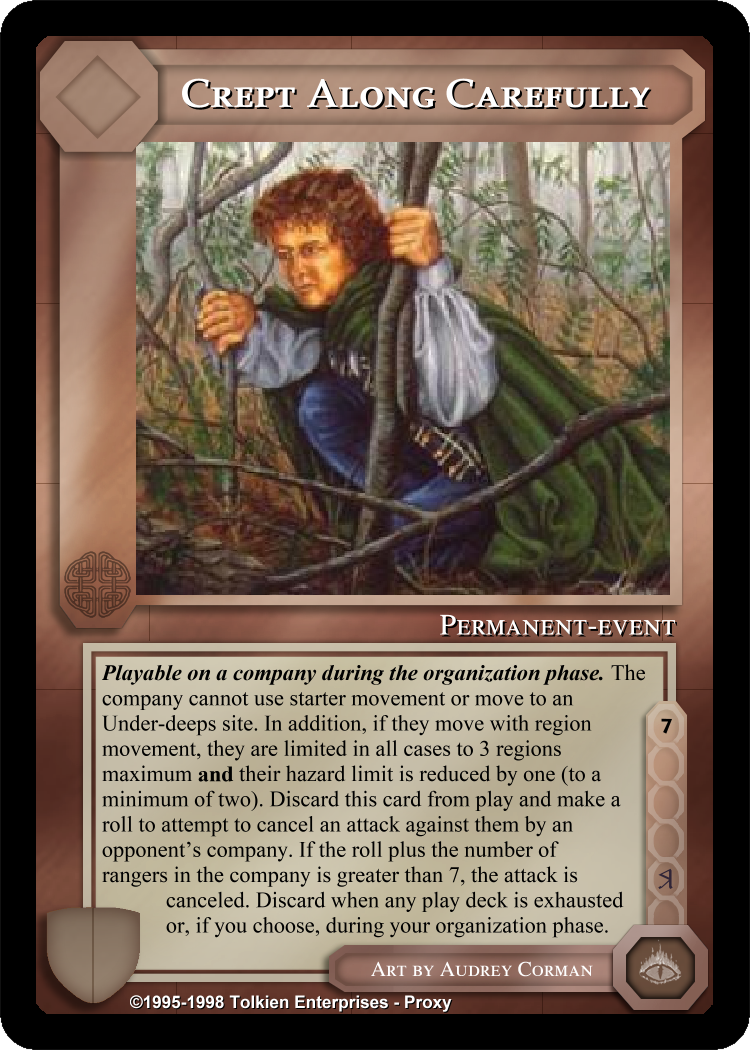 Crept Along Carefully
Permanent-event
Playable on a company during the organization phase. The
company cannot use starter movement or move to an
Under-deeps site. In addition, if they move with region
movement, they are limited in all cases to 3 regions
maximum and their hazard limit is reduced by one (to a
minimum of two). Discard this card from play and make a
roll to attempt to cancel an attack against them by an
opponent's company. If the roll plus the number of
rangers in the company is greater than 7, the attack is
canceled. Discard when any play deck is exhausted
or, if you choose, during your organization phase.
7
Art by Audrey Corman
©1995-1998 Tolkien Enterprises - Proxy